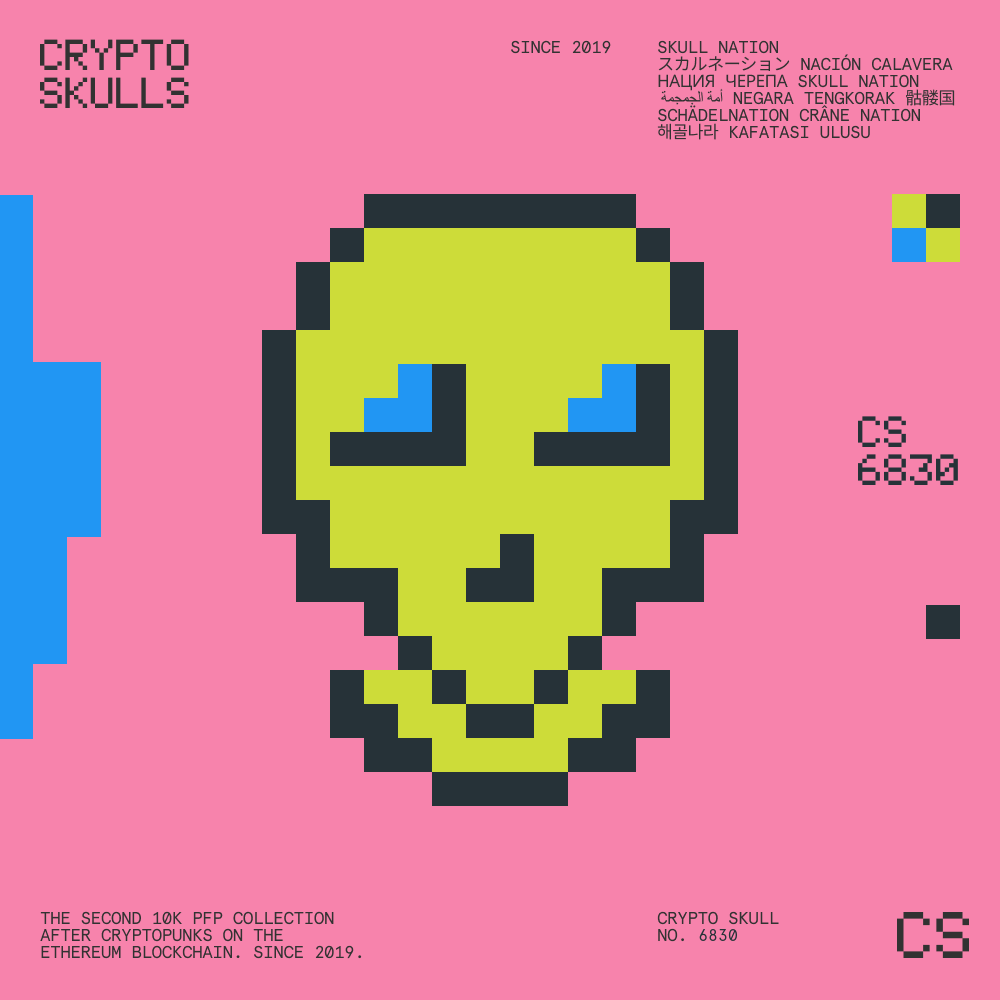 CRYPTO
SKULLS
SINCE 2019
SKULL NATION
スカルネーション NACIÓN CALAVERA
НАЦИЯ ЧЕРЕПА SKULL NATION
أمة الجمجمة NEGARA TENGKORAK 骷髅国
SCHÄDELNATION CRÂNE NATION
해골나라 KAFATASI ULUSU
CS
6830
THE SECOND 10K PFP COLLECTION
AFTER CRYPTOPUNKS ON THE
ETHEREUM BLOCKCHAIN. SINCE 2019.
CRYPTO SKULL
NO. 6830
CS